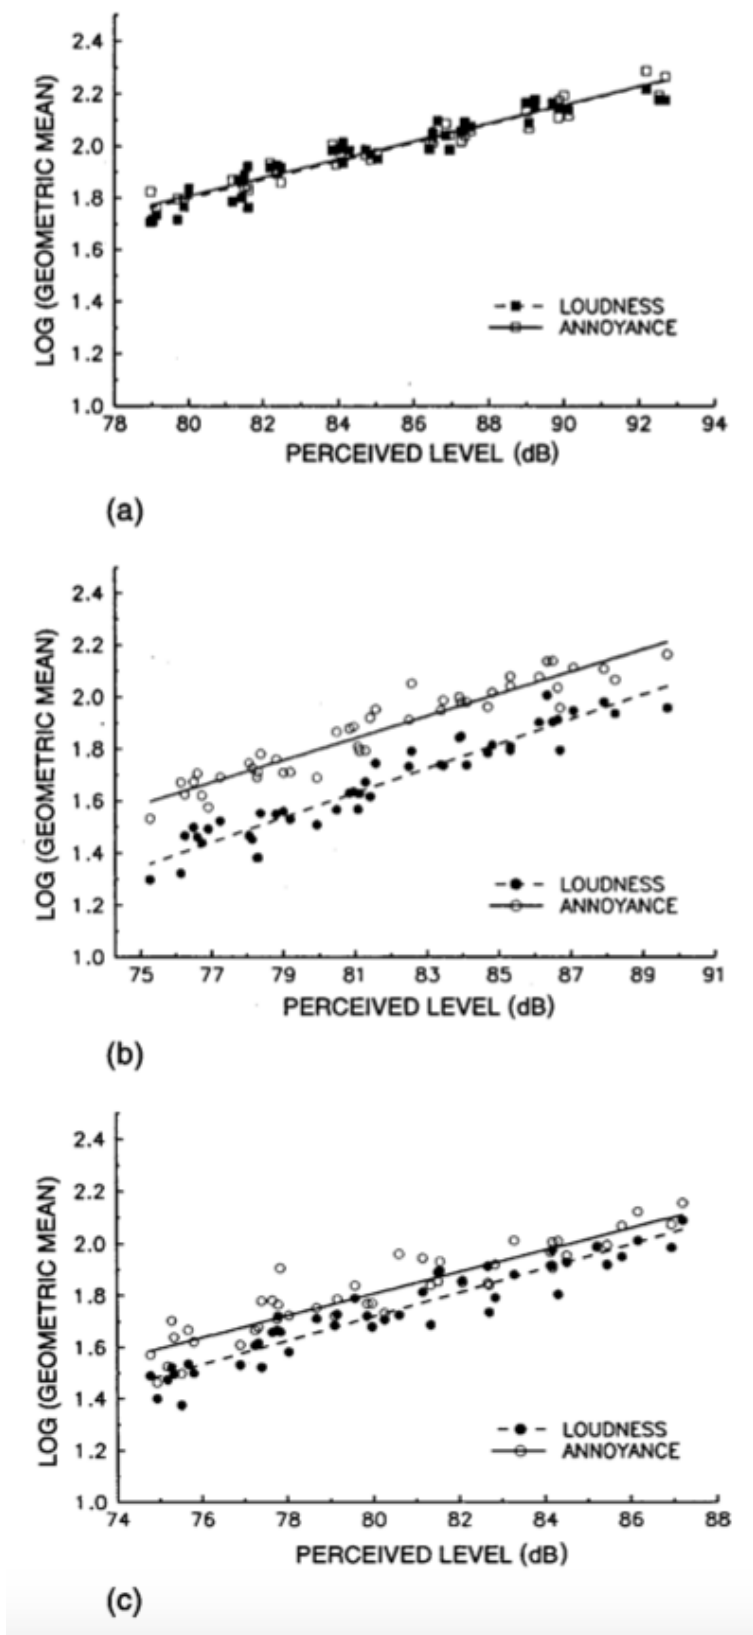 2.4
2.2
2.0
1.8
1.6
1.4
1.2
1.0
LOG (GEOMETRIC MEAN)
LOUDNESS
ANNOYANCE
78 80 82 84 86 88 90 92 94
PERCEIVED LEVEL (dB)
(a)
2.4
2.2
2.0
1.8
1.6
1.4
1.2
1.0
LOG (GEOMETRIC MEAN)
LOUDNESS
ANNOYANCE
75 77 79 81 83 85 87 89 91
PERCEIVED LEVEL (dB)
(b)
2.4
2.2
2.0
1.8
1.6
1.4
1.2
1.0
LOG (GEOMETRIC MEAN)
LOUDNESS
ANNOYANCE
74 76 78 80 82 84 86 88
PERCEIVED LEVEL (dB)
(c)